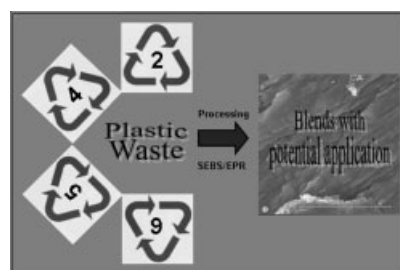 2
4
Processing
Plastic
Waste
SEBS/EPR
Blends with
potential application
5
6